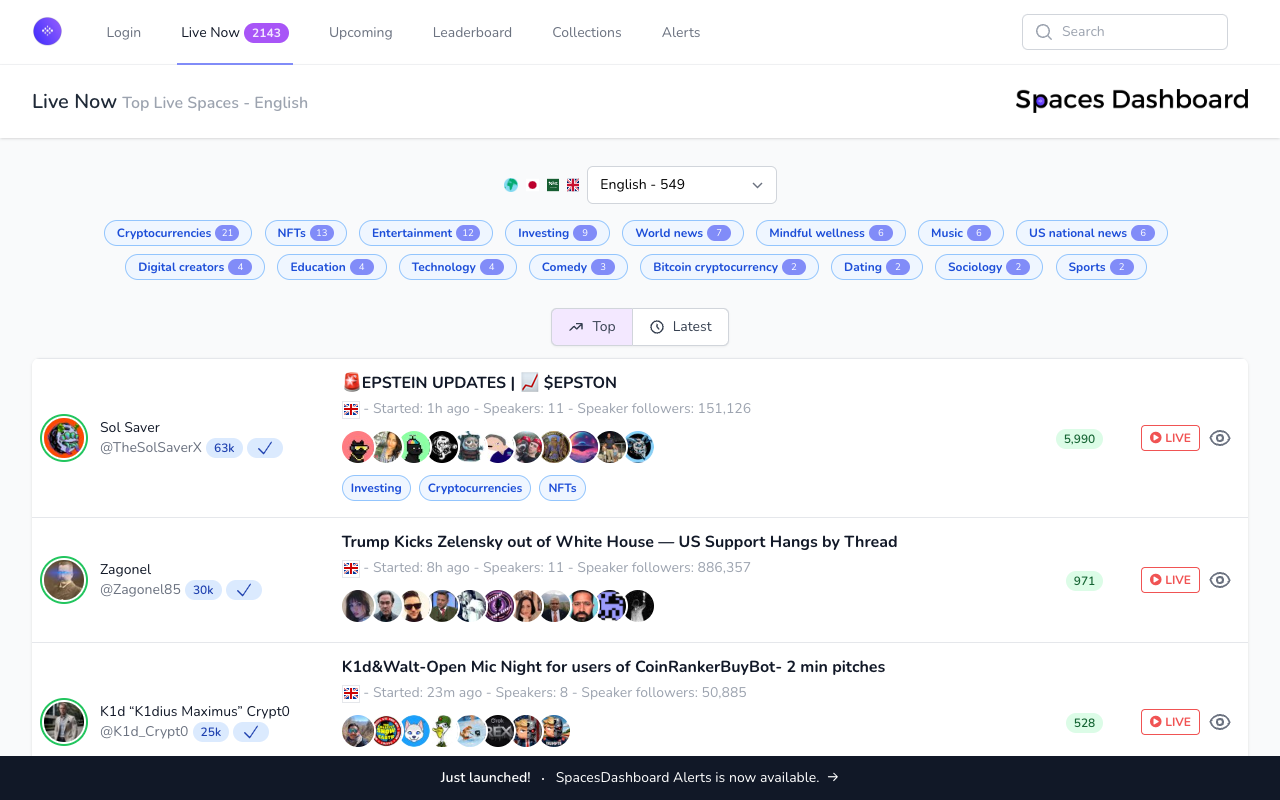 Login Live Now 2143 Upcoming Leaderboard Collections Alerts Search
Live Now Top Live Spaces - English Spaces Dashboard
English - 549
Cryptocurrencies 21 NFTs 13 Entertainment 12 Investing 9 World news 7 Mindful wellness 6 Music 6 US national news 6
Digital creators 4 Education 4 Technology 4 Comedy 3 Bitcoin cryptocurrency 2 Dating 2 Sociology 2 Sports 2
Top Latest
🚨EPSTEIN UPDATES | 📈 $EPSTON
- Started: 1h ago - Speakers: 11 - Speaker followers: 151,126
Sol Saver
@TheSolSaverX 63k
5,990 LIVE
Investing Cryptocurrencies NFTs
Trump Kicks Zelensky out of White House — US Support Hangs by Thread
- Started: 8h ago - Speakers: 11 - Speaker followers: 886,357
Zagonel
@Zagonel85 30k
971 LIVE
K1d&Walt-Open Mic Night for users of CoinRankerBuyBot- 2 min pitches
- Started: 23m ago - Speakers: 8 - Speaker followers: 50,885
K1d “K1dius Maximus” Crypt0
@K1d_Crypt0 25k
528 LIVE
Just launched! · SpacesDashboard Alerts is now available. →